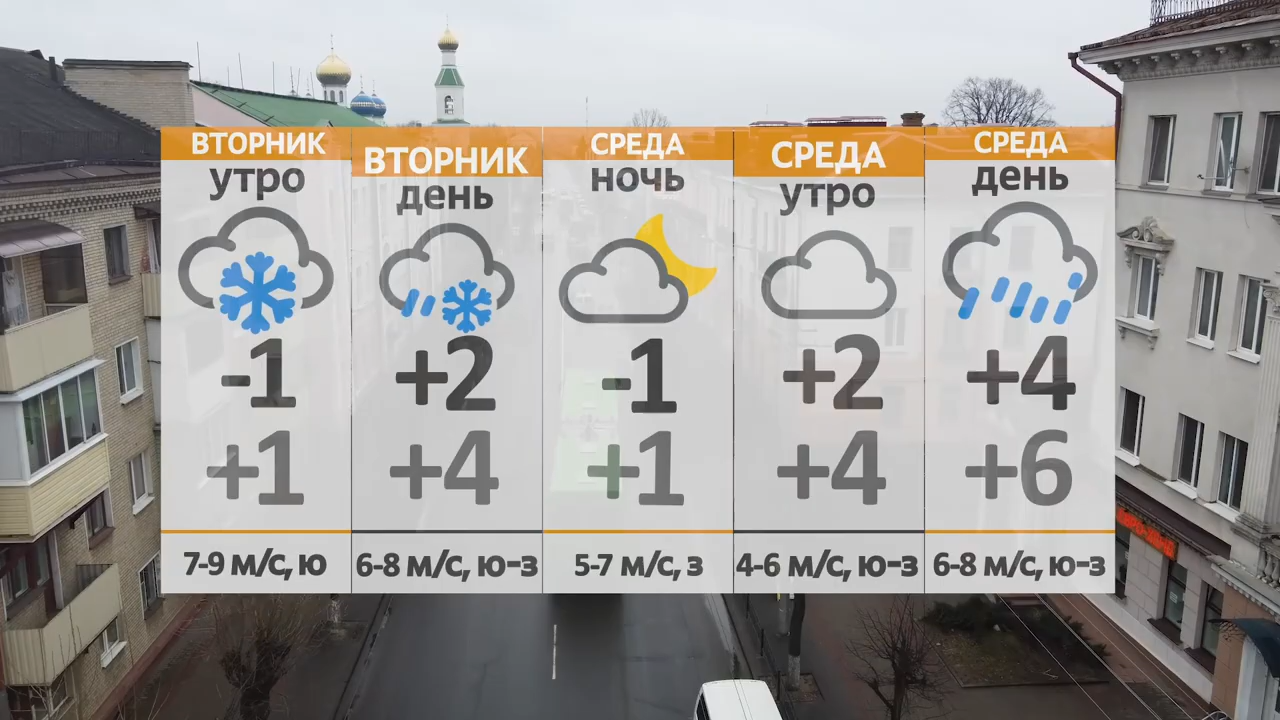 ВТОРНИК
утро
-1
+1
7-9 м/с, ю
ВТОРНИК
день
+2
+4
6-8 м/с, ю-з
СРЕДА
ночь
-1
+1
5-7 м/с, з
СРЕДА
утро
+2
+4
4-6 м/с, ю-з
СРЕДА
день
+4
+6
6-8 м/с, ю-з